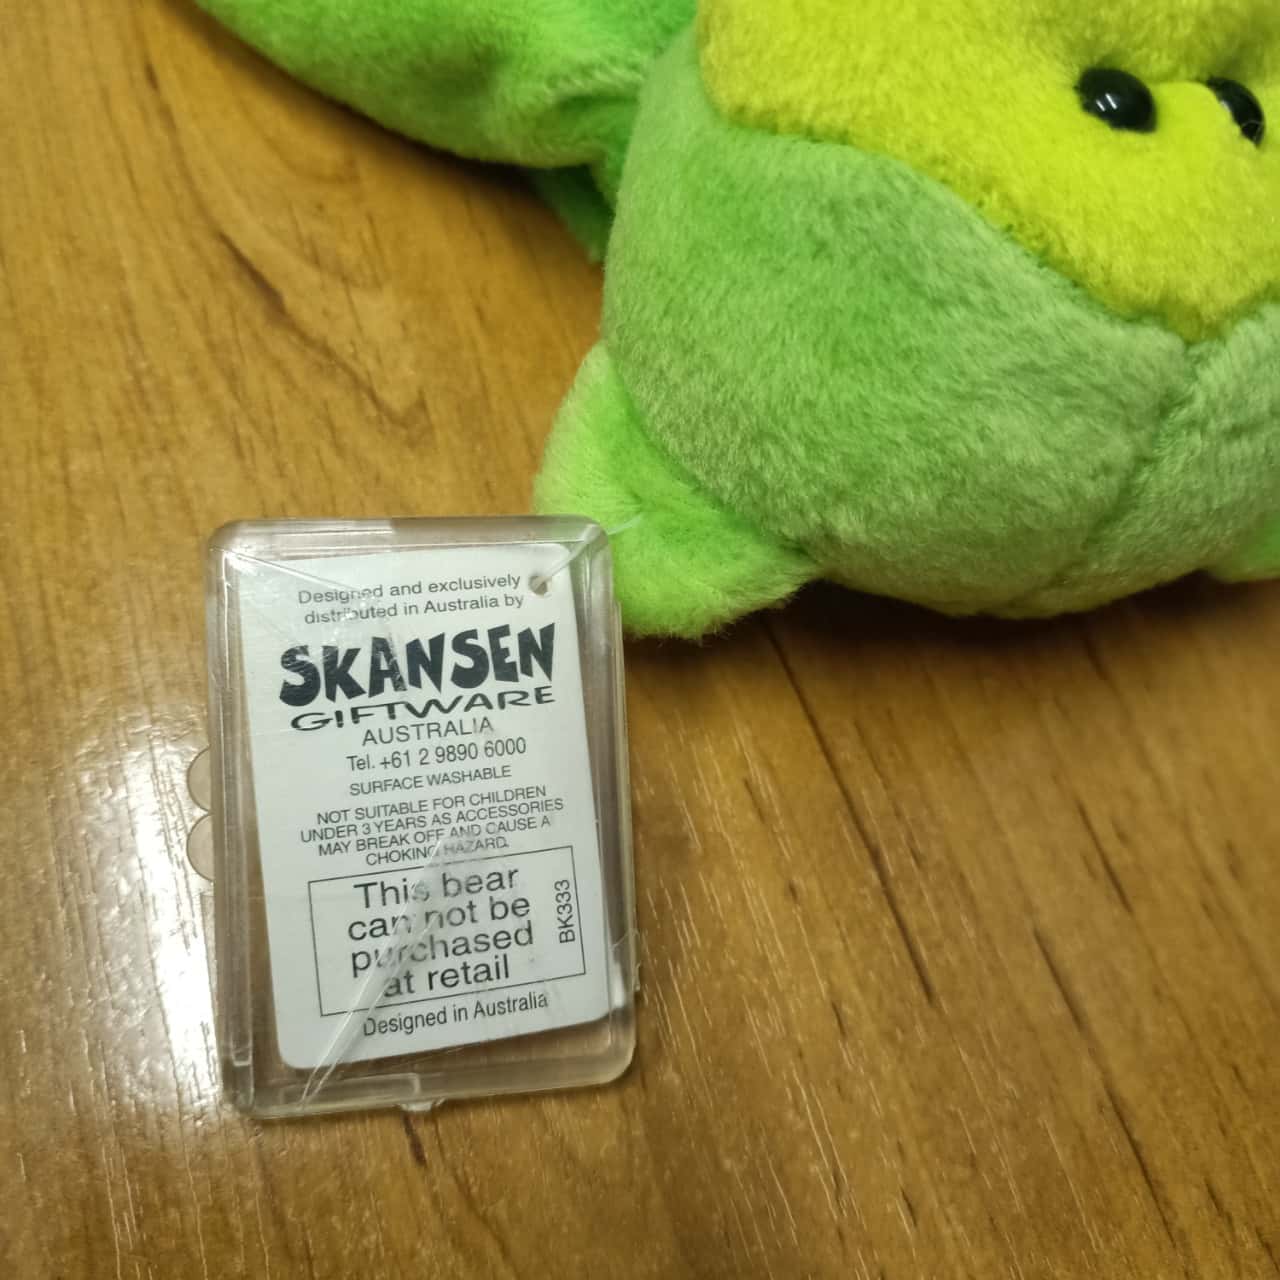 Designed and exclusively
distributed in Australia by
SKANSEN
GIFTWARE
AUSTRALIA
Tel. +61 2 9890 6000
SURFACE WASHABLE
NOT SUITABLE FOR CHILDREN
UNDER 3 YEARS AS ACCESSORIES
MAY BREAK OFF AND CAUSE A
CHOKING HAZARD.
This bear
can not be
purchased
at retail
BK333
Designed in Australia